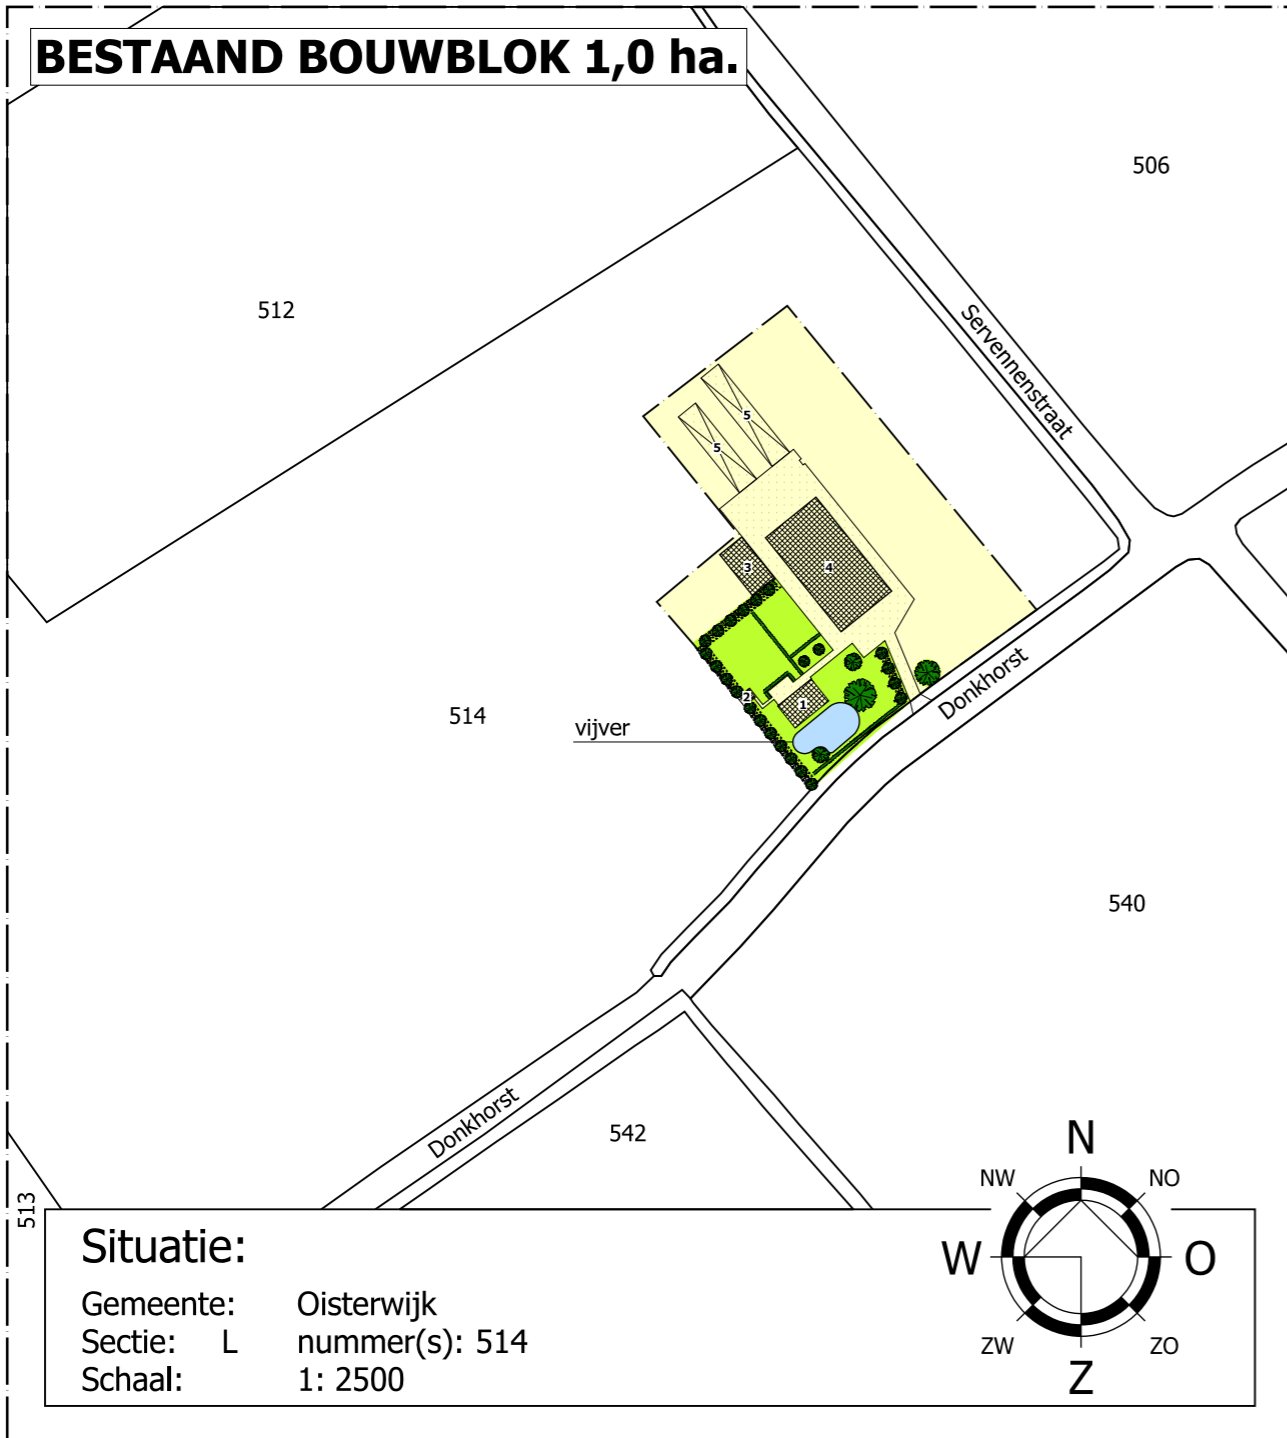 BESTAAND BOUWBLOK 1,0 ha.
506
512
Servennenstraat
5
5
3
4
2
1
514
vijver
Donkhorst
540
Donkhorst
542
513
N
NW
NO
W
O
ZW
ZO
Z
Situatie:
Gemeente: Oisterwijk
Sectie: L nummer(s): 514
Schaal: 1: 2500